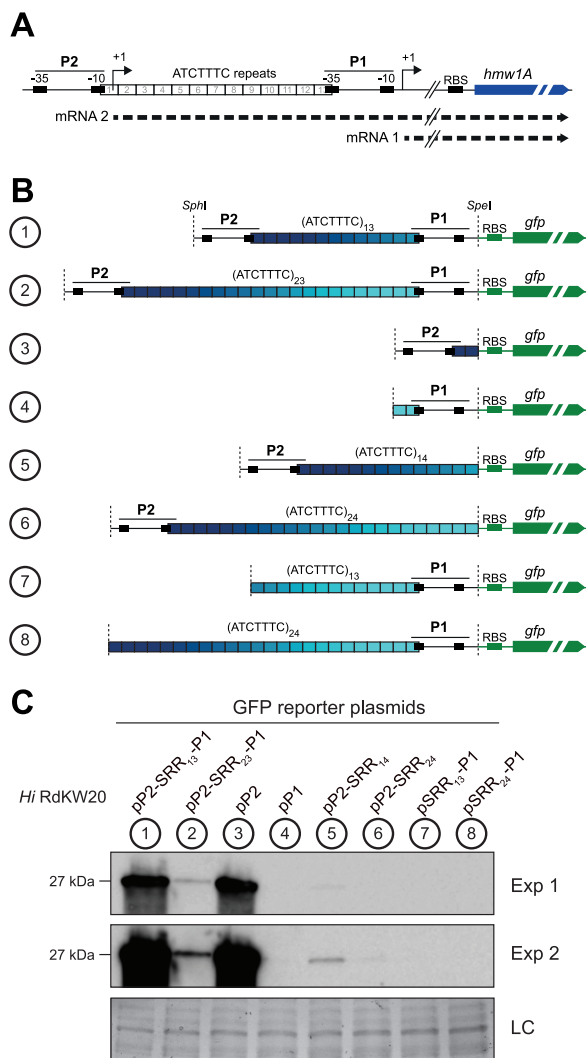 A
P2
P1
-35
-10
+1
ATCTTTC repeats
-35
-10
+1
RBS
hmw1A
1 2 3 4 5 6 7 8 9 10 11 12
mRNA 2
mRNA 1
B
SphI
SpeI
1
P2
(ATCTTTC)13
P1
RBS
gfp
2
P2
(ATCTTTC)23
P1
RBS
gfp
3
P2
RBS
gfp
4
P1
RBS
gfp
5
P2
(ATCTTTC)14
RBS
gfp
6
P2
(ATCTTTC)24
RBS
gfp
7
(ATCTTTC)13
P1
RBS
gfp
8
(ATCTTTC)24
P1
RBS
gfp
C
GFP reporter plasmids
Hi RdKW20
pP2-SRR13-P1
pP2-SRR23-P1
pP2
pP1
pP2-SRR14
pP2-SRR24
pSRR13-P1
pSRR24-P1
1 2 3 4 5 6 7 8
27 kDa
Exp 1
27 kDa
Exp 2
LC